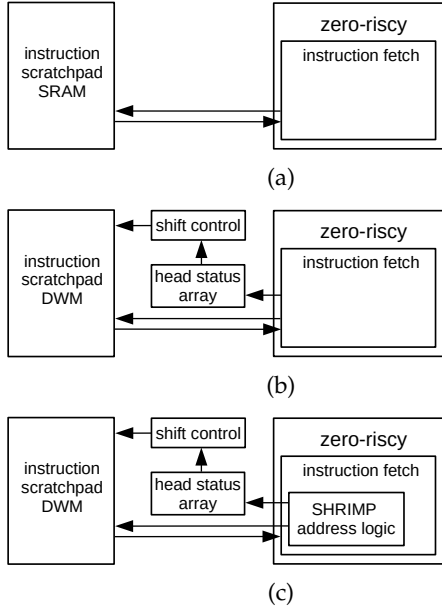 instruction
scratchpad
SRAM
zero-riscy
instruction fetch
(a)
instruction
scratchpad
DWM
shift control
head status
array
zero-riscy
instruction fetch
(b)
instruction
scratchpad
DWM
shift control
head status
array
zero-riscy
instruction fetch
SHRIMP
address logic
(c)